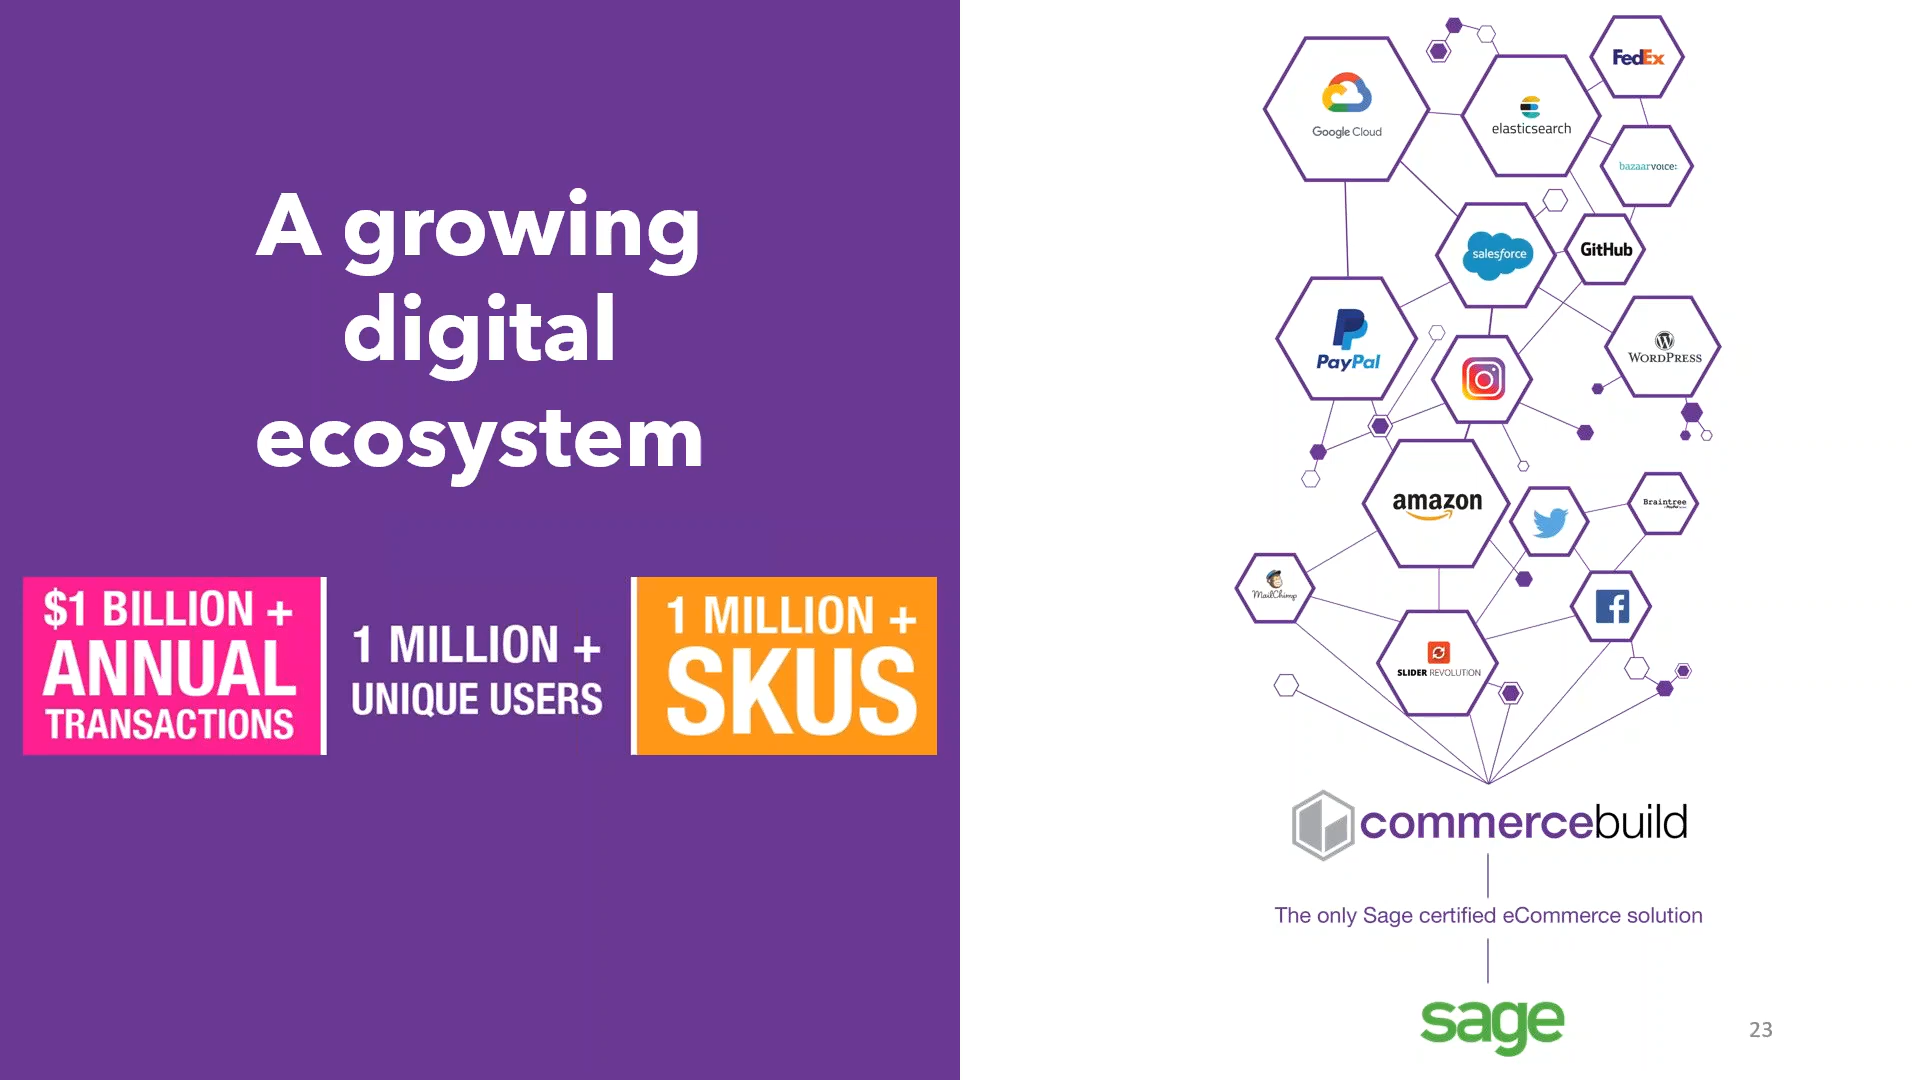 A growing
digital
ecosystem
$1 BILLION +
ANNUAL
TRANSACTIONS
1 MILLION +
UNIQUE USERS
1 MILLION +
SKUS
FedEx
Google Cloud
elasticsearch
bazaarvoice:
salesforce
GitHub
PayPal
WORDPRESS
amazon
Braintree
MailChimp
SLIDER REVOLUTION
commercebuild
The only Sage certified eCommerce solution
sage
23